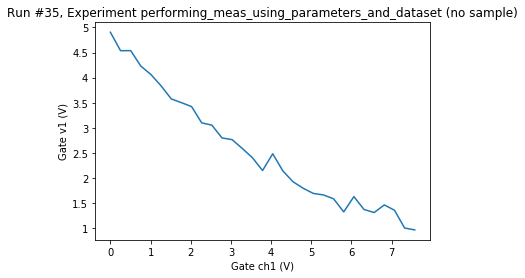 Run #35, Experiment performing_meas_using_parameters_and_dataset (no sample)
5
4.5
4
3.5
3
2.5
2
1.5
1
Gate v1 (V)
0 1 2 3 4 5 6 7
Gate ch1 (V)